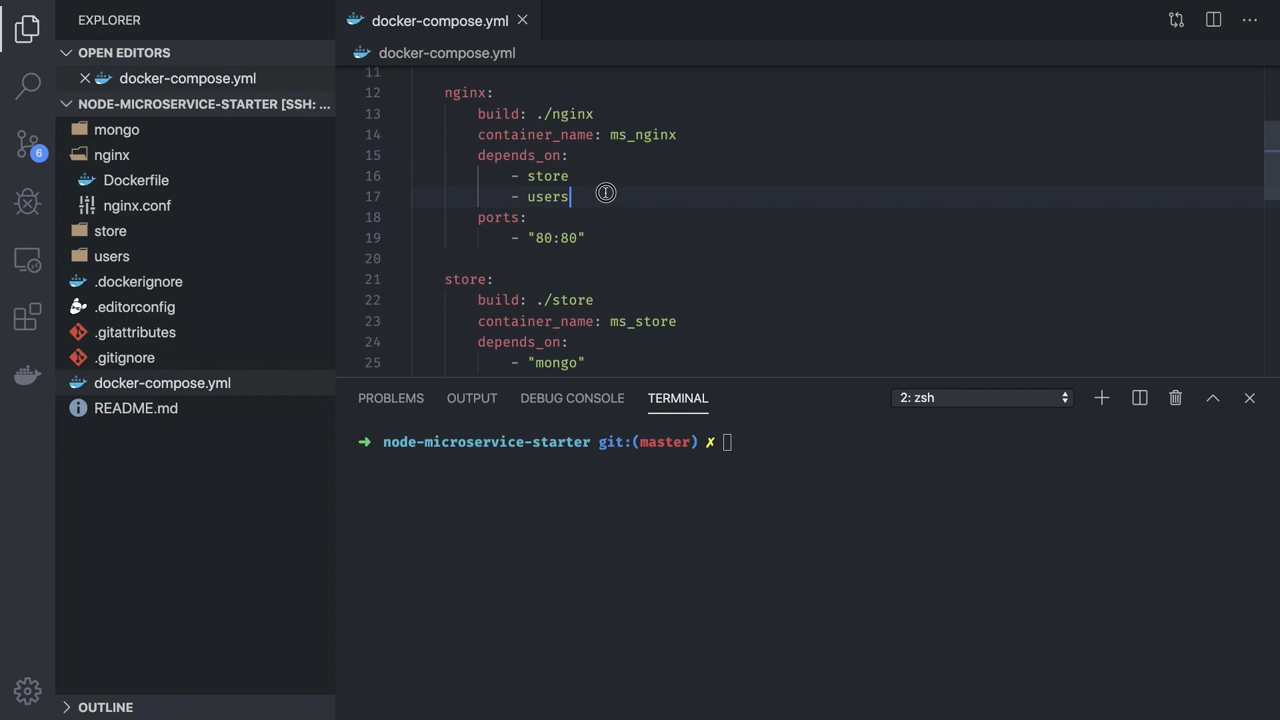 EXPLORER
OPEN EDITORS
docker-compose.yml
NODE-MICROSERVICE-STARTER [SSH: ...
mongo
nginx
Dockerfile
nginx.conf
store
users
.dockerignore
.editorconfig
.gitattributes
.gitignore
docker-compose.yml
README.md
OUTLINE
6
docker-compose.yml
docker-compose.yml
11
12 nginx:
13 build: ./nginx
14 container_name: ms_nginx
15 depends_on:
16 - store
17 - users
18 ports:
19 - "80:80"
20
21 store:
22 build: ./store
23 container_name: ms_store
24 depends_on:
25 - "mongo"
PROBLEMS OUTPUT DEBUG CONSOLE TERMINAL 2: zsh
➜ node-microservice-starter git:(master) ✗